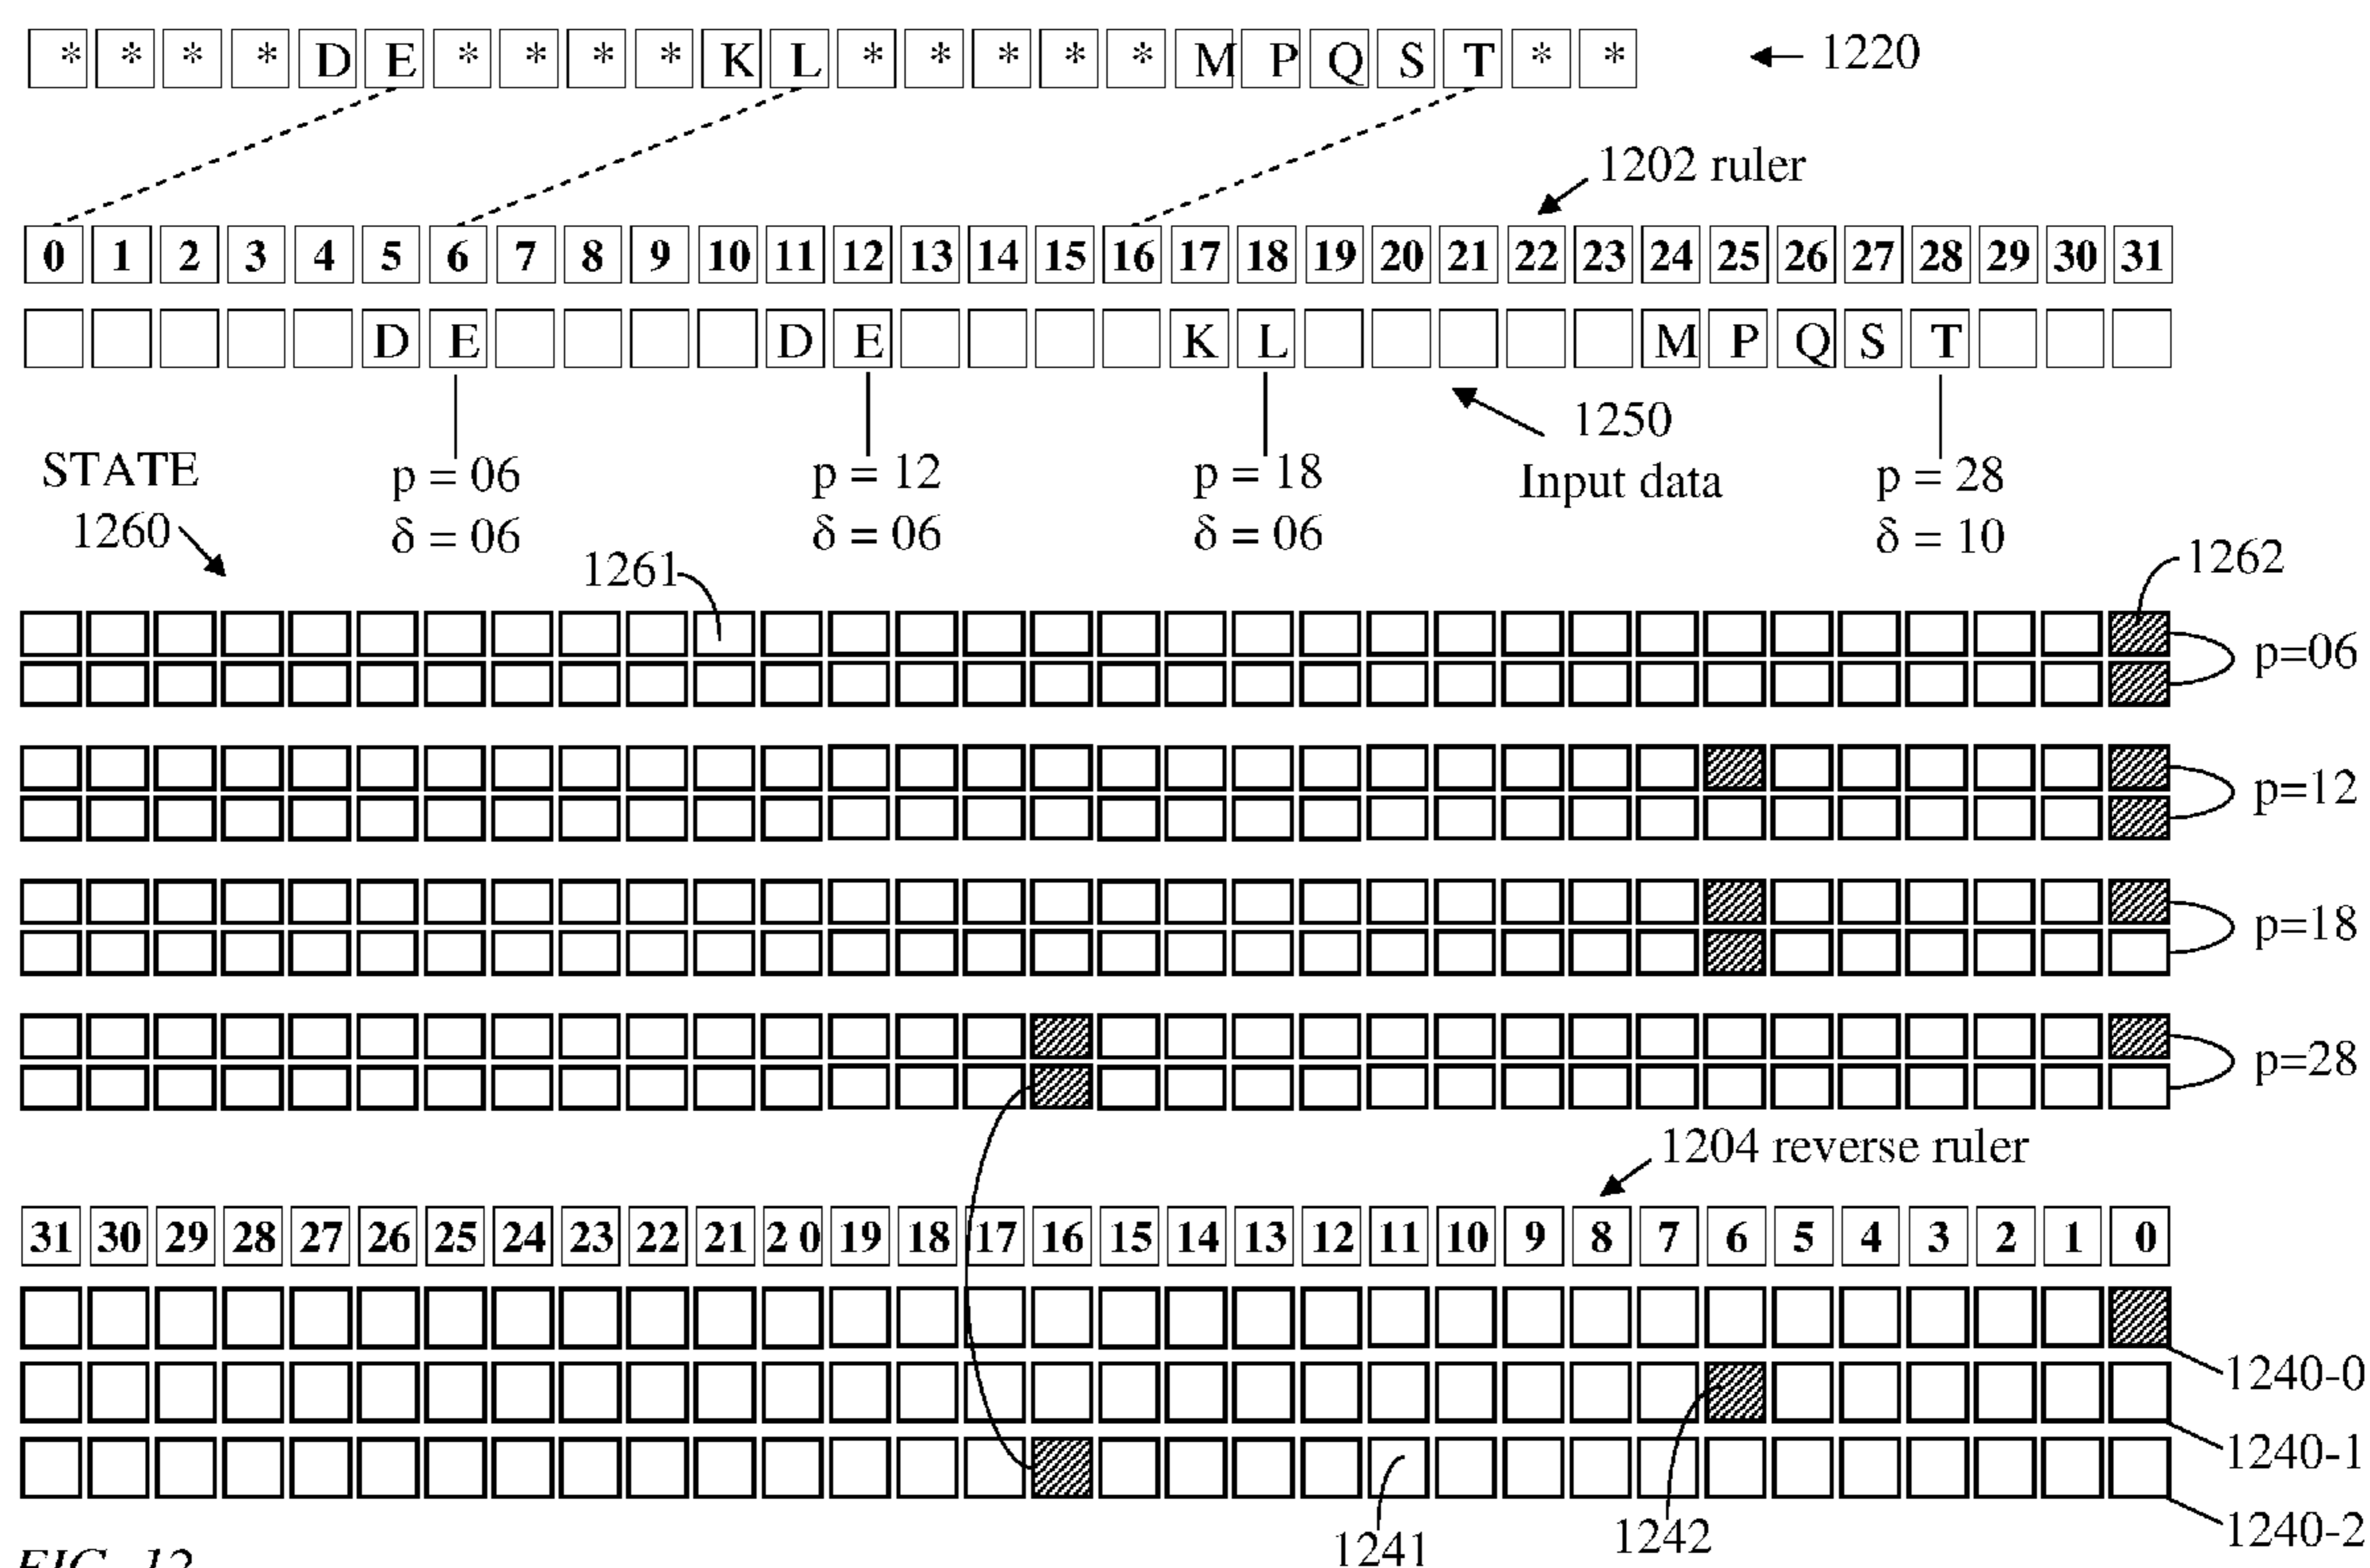 * * * * D E * * * * K L * * * * * M P Q S T * * 1220
1202 ruler
0 1 2 3 4 5 6 7 8 9 10 11 12 13 14 15 16 17 18 19 20 21 22 23 24 25 26 27 28 29 30 31
D E D E K L M P Q S T
1250
Input data
STATE
1260
p = 06
δ = 06
p = 12
δ = 06
p = 18
δ = 06
p = 28
δ = 10
1261
1262
p=06
p=12
p=18
p=28
1204 reverse ruler
31 30 29 28 27 26 25 24 23 22 21 2 0 19 18 17 16 15 14 13 12 11 10 9 8 7 6 5 4 3 2 1 0
1240-0
1240-1
1240-2
1241
1242
FIG. 12